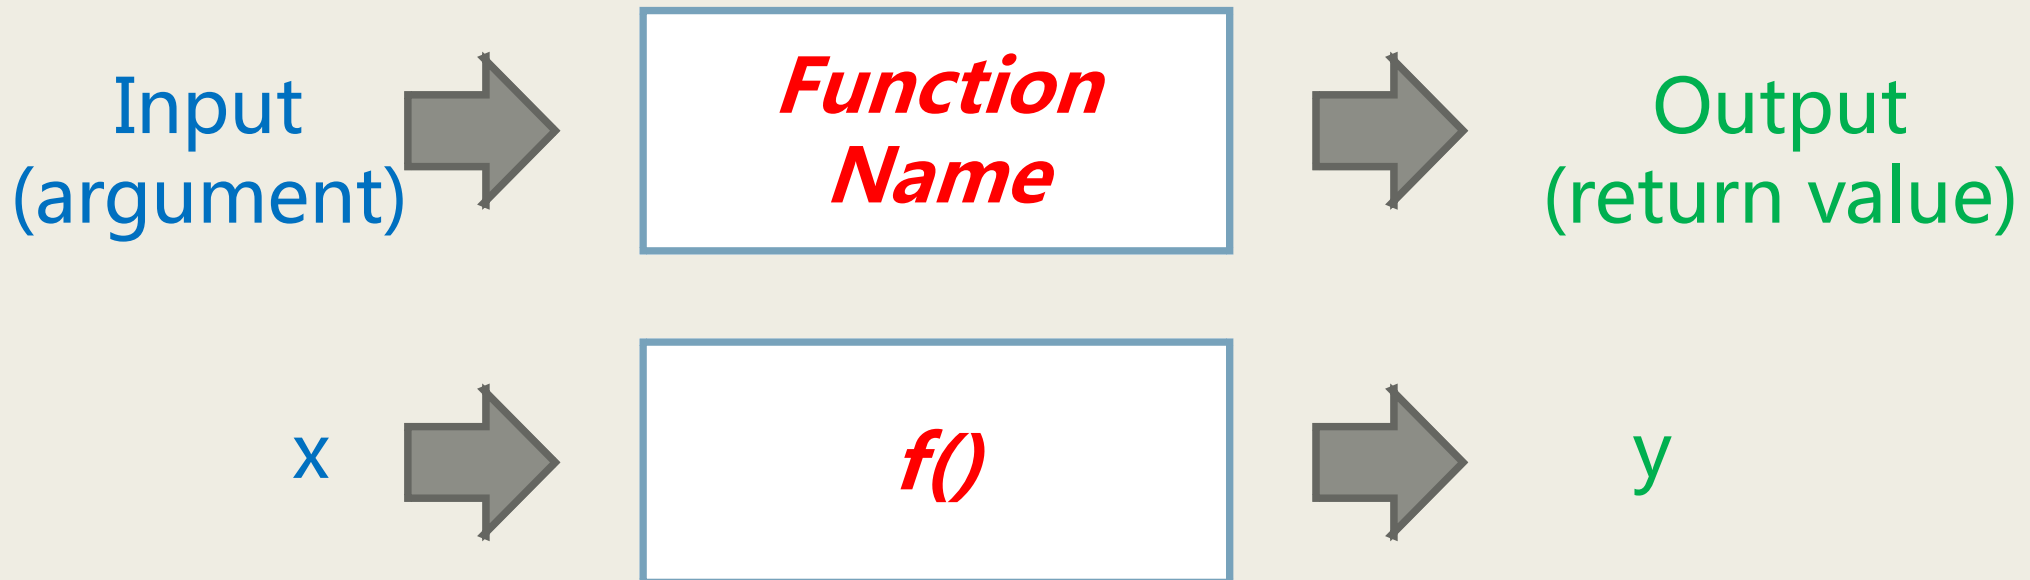 Input
(argument)
Function
Name
Output
(return value)
x
f()
y